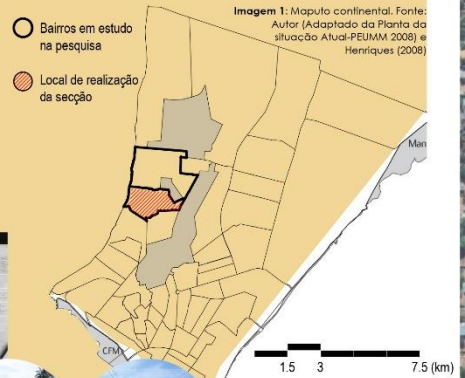 Imagem 1: Maputo continental. Fonte:
Autor (Adaptado da Planta da
situação Atual-PEUMM 2008) e
Henriques (2008)
Bairros em estudo
na pesquisa
Local de realização
da secção
Man
CFM
1.5 3 7.5 (km)